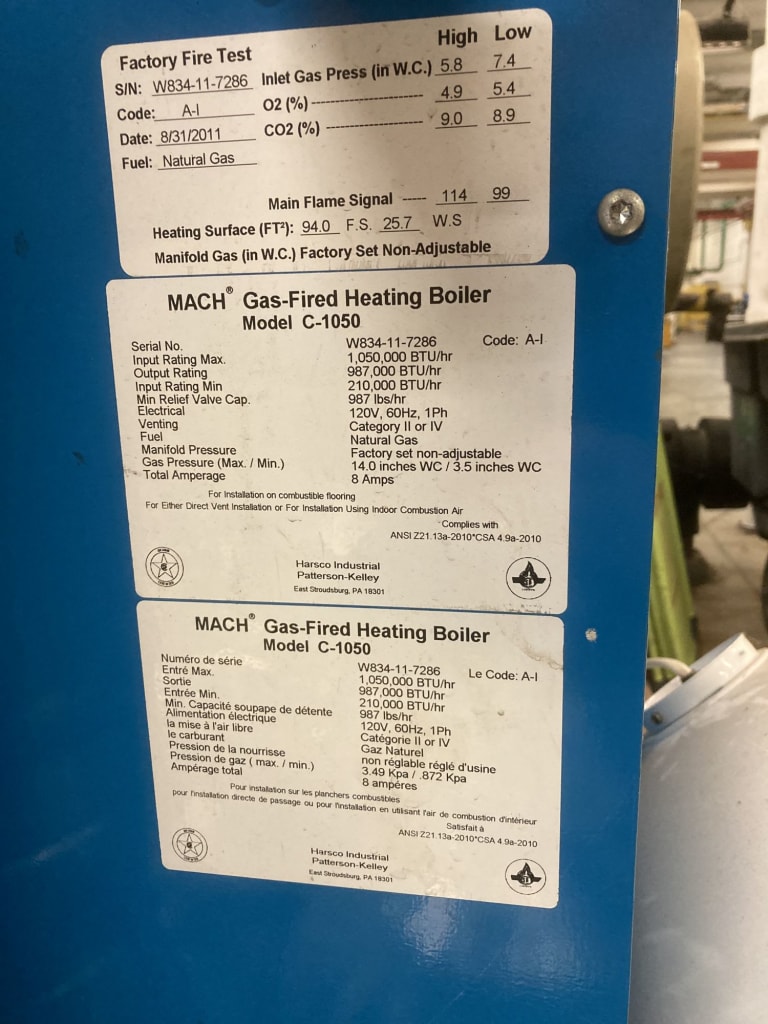 Factory Fire Test High Low
S/N: W834-11-7286 Inlet Gas Press (in W.C.) 5.8 7.4
Code: A-I O2 (%) 4.9 5.4
Date: 8/31/2011 CO2 (%) 9.0 8.9
Fuel: Natural Gas
Main Flame Signal ----- 114 99
Heating Surface (FT²): 94.0 F.S. 25.7 W.S
Manifold Gas (in W.C.) Factory Set Non-Adjustable
MACH® Gas-Fired Heating Boiler
Model C-1050
Serial No. W834-11-7286 Code: A-I
Input Rating Max. 1,050,000 BTU/hr
Output Rating 987,000 BTU/hr
Input Rating Min 210,000 BTU/hr
Min Relief Valve Cap. 987 lbs/hr
Electrical 120V, 60Hz, 1Ph
Venting Category II or IV
Fuel Natural Gas
Manifold Pressure Factory set non-adjustable
Gas Pressure (Max. / Min.) 14.0 inches WC / 3.5 inches WC
Total Amperage 8 Amps
For Installation on combustible flooring
For Either Direct Vent Installation or For Installation Using Indoor Combustion Air
Complies with
ANSI Z21.13a-2010*CSA 4.9a-2010
Harsco Industrial
Patterson-Kelley
East Stroudsburg, PA 18301
MACH® Gas-Fired Heating Boiler
Model C-1050
Numéro de série W834-11-7286 Le Code: A-I
Entré Max. 1,050,000 BTU/hr
Sortie 987,000 BTU/hr
Entrée Min. 210,000 BTU/hr
Min. Capacité soupape de détente 987 lbs/hr
Alimentation électrique 120V, 60Hz, 1Ph
la mise à l'air libre Catégorie II or IV
le carburant Gaz Naturel
Pression de la nourrisse non réglable réglé d'usine
Pression de gaz ( max. / min.) 3.49 Kpa / .872 Kpa
Ampérage total 8 ampéres
Pour installation sur les planchers combustibles
pour l'installation directe de passage ou pour l'installation en utilisant l'air de combustion d'intérieur
Satisfait à
ANSI Z21.13a-2010*CSA 4.9a-2010
Harsco Industrial
Patterson-Kelley
East Stroudsburg, PA 18301